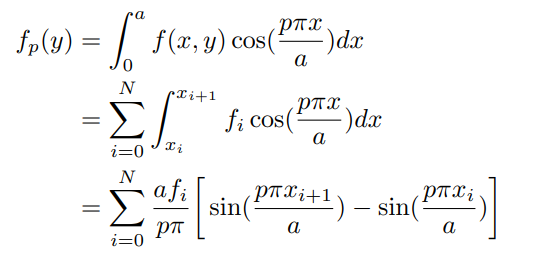 f_p(y) = \int_0^a f(x, y) \cos(\frac{p\pi x}{a})dx
= \sum_{i=0}^{N} \int_{x_i}^{x_{i+1}} f_i \cos(\frac{p\pi x}{a})dx
= \sum_{i=0}^{N} \frac{af_i}{p\pi} \left[ \sin(\frac{p\pi x_{i+1}}{a}) - \sin(\frac{p\pi x_i}{a}) \right]